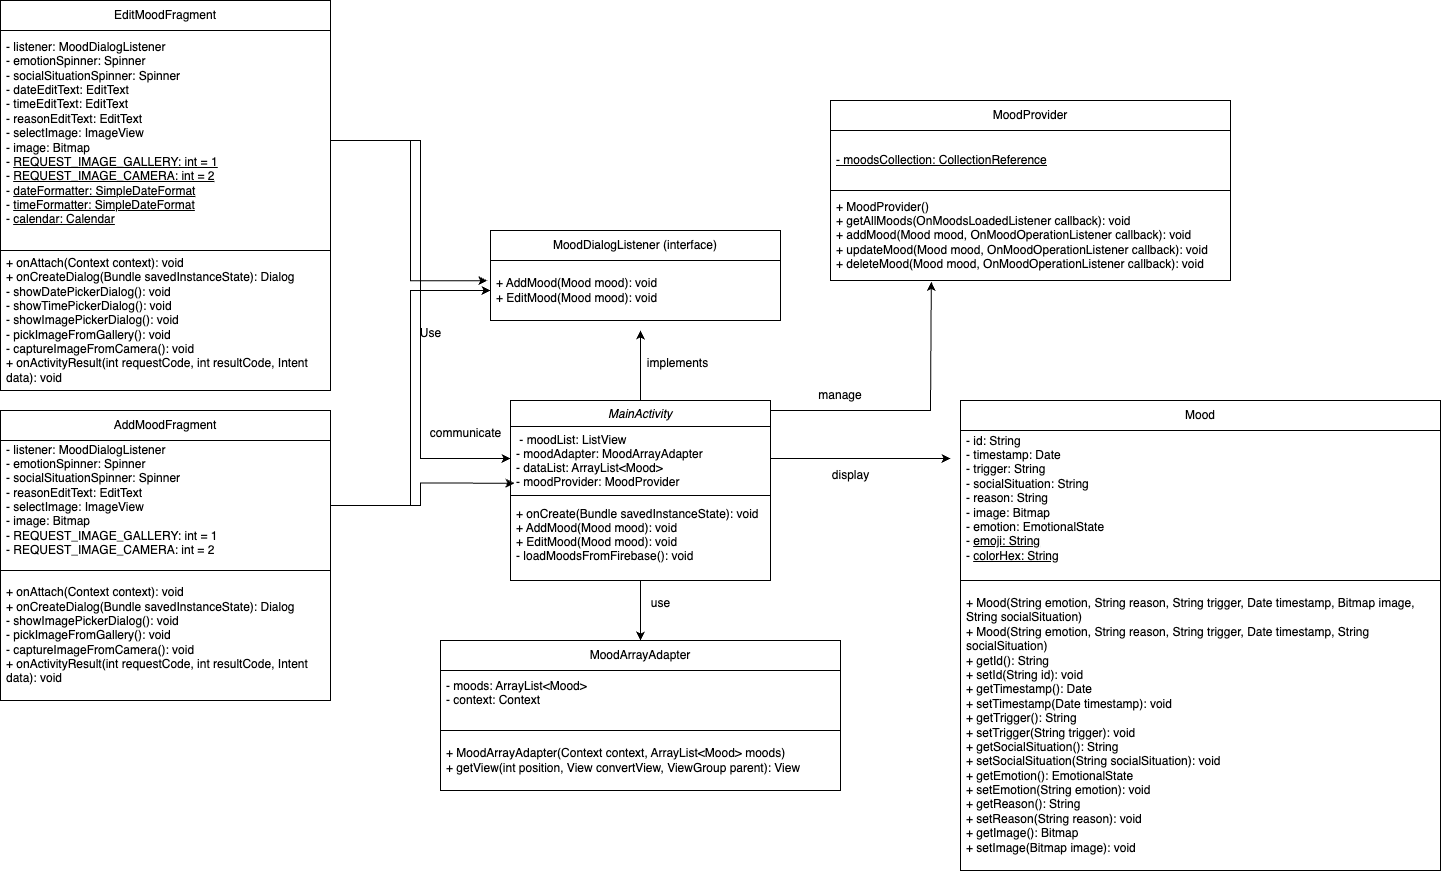 EditMoodFragment
- listener: MoodDialogListener
- emotionSpinner: Spinner
- socialSituationSpinner: Spinner
- dateEditText: EditText
- timeEditText: EditText
- reasonEditText: EditText
- selectImage: ImageView
- image: Bitmap
- REQUEST_IMAGE_GALLERY: int = 1
- REQUEST_IMAGE_CAMERA: int = 2
- dateFormatter: SimpleDateFormat
- timeFormatter: SimpleDateFormat
- calendar: Calendar
+ onAttach(Context context): void
+ onCreateDialog(Bundle savedInstanceState): Dialog
- showDatePickerDialog(): void
- showTimePickerDialog(): void
- showImagePickerDialog(): void
- pickImageFromGallery(): void
- captureImageFromCamera(): void
+ onActivityResult(int requestCode, int resultCode, Intent
data): void
AddMoodFragment
- listener: MoodDialogListener
- emotionSpinner: Spinner
- socialSituationSpinner: Spinner
- reasonEditText: EditText
- selectImage: ImageView
- image: Bitmap
- REQUEST_IMAGE_GALLERY: int = 1
- REQUEST_IMAGE_CAMERA: int = 2
+ onAttach(Context context): void
+ onCreateDialog(Bundle savedInstanceState): Dialog
- showImagePickerDialog(): void
- pickImageFromGallery(): void
- captureImageFromCamera(): void
+ onActivityResult(int requestCode, int resultCode, Intent
data): void
MoodDialogListener (interface)
+ AddMood(Mood mood): void
+ EditMood(Mood mood): void
Use
implements
communicate
MainActivity
- moodList: ListView
- moodAdapter: MoodArrayAdapter
- dataList: ArrayList<Mood>
- moodProvider: MoodProvider
+ onCreate(Bundle savedInstanceState): void
+ AddMood(Mood mood): void
+ EditMood(Mood mood): void
- loadMoodsFromFirebase(): void
use
MoodArrayAdapter
- moods: ArrayList<Mood>
- context: Context
+ MoodArrayAdapter(Context context, ArrayList<Mood> moods)
+ getView(int position, View convertView, ViewGroup parent): View
MoodProvider
- moodsCollection: CollectionReference
+ MoodProvider()
+ getAllMoods(OnMoodsLoadedListener callback): void
+ addMood(Mood mood, OnMoodOperationListener callback): void
+ updateMood(Mood mood, OnMoodOperationListener callback): void
+ deleteMood(Mood mood, OnMoodOperationListener callback): void
manage
display
Mood
- id: String
- timestamp: Date
- trigger: String
- socialSituation: String
- reason: String
- image: Bitmap
- emotion: EmotionalState
- emoji: String
- colorHex: String
+ Mood(String emotion, String reason, String trigger, Date timestamp, Bitmap image,
String socialSituation)
+ Mood(String emotion, String reason, String trigger, Date timestamp, String
socialSituation)
+ getId(): String
+ setId(String id): void
+ getTimestamp(): Date
+ setTimestamp(Date timestamp): void
+ getTrigger(): String
+ setTrigger(String trigger): void
+ getSocialSituation(): String
+ setSocialSituation(String socialSituation): void
+ getEmotion(): EmotionalState
+ setEmotion(String emotion): void
+ getReason(): String
+ setReason(String reason): void
+ getImage(): Bitmap
+ setImage(Bitmap image): void